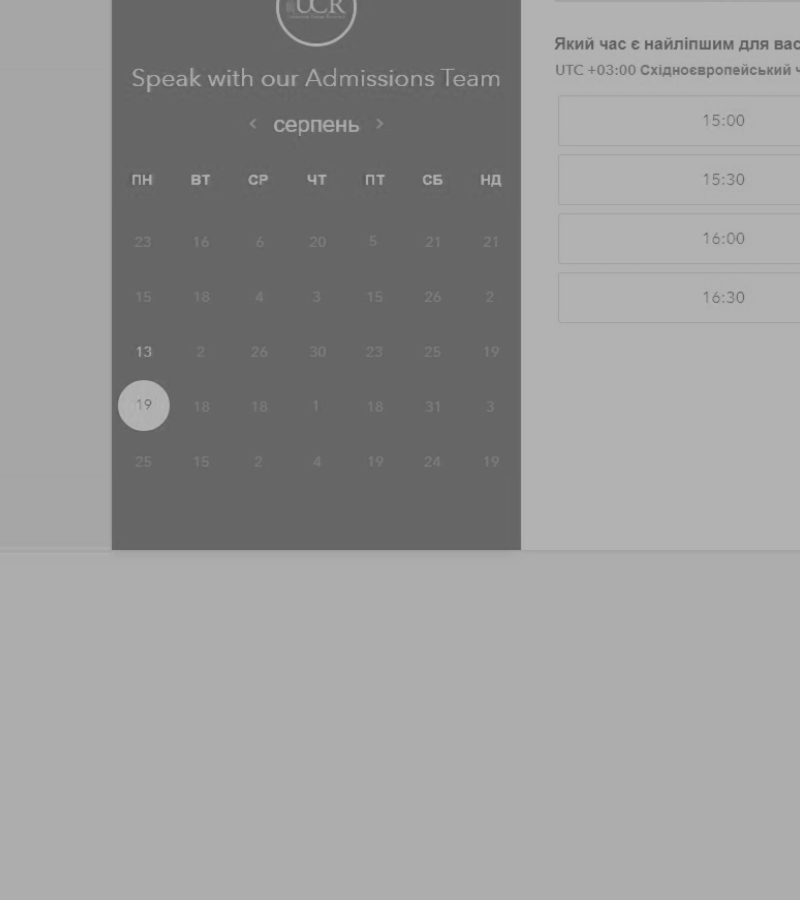 UCR
Speak with our Admissions Team
< серпень >
ПН ВТ СР ЧТ ПТ СБ НД
23 16 6 20 5 21 21
15 18 4 3 15 26 2
13 2 26 30 23 25 19
19 18 18 1 18 31 3
25 15 2 4 19 24 19
Який час є найліпшим для вас
UTC +03:00 Східноєвропейський ч
15:00
15:30
16:00
16:30